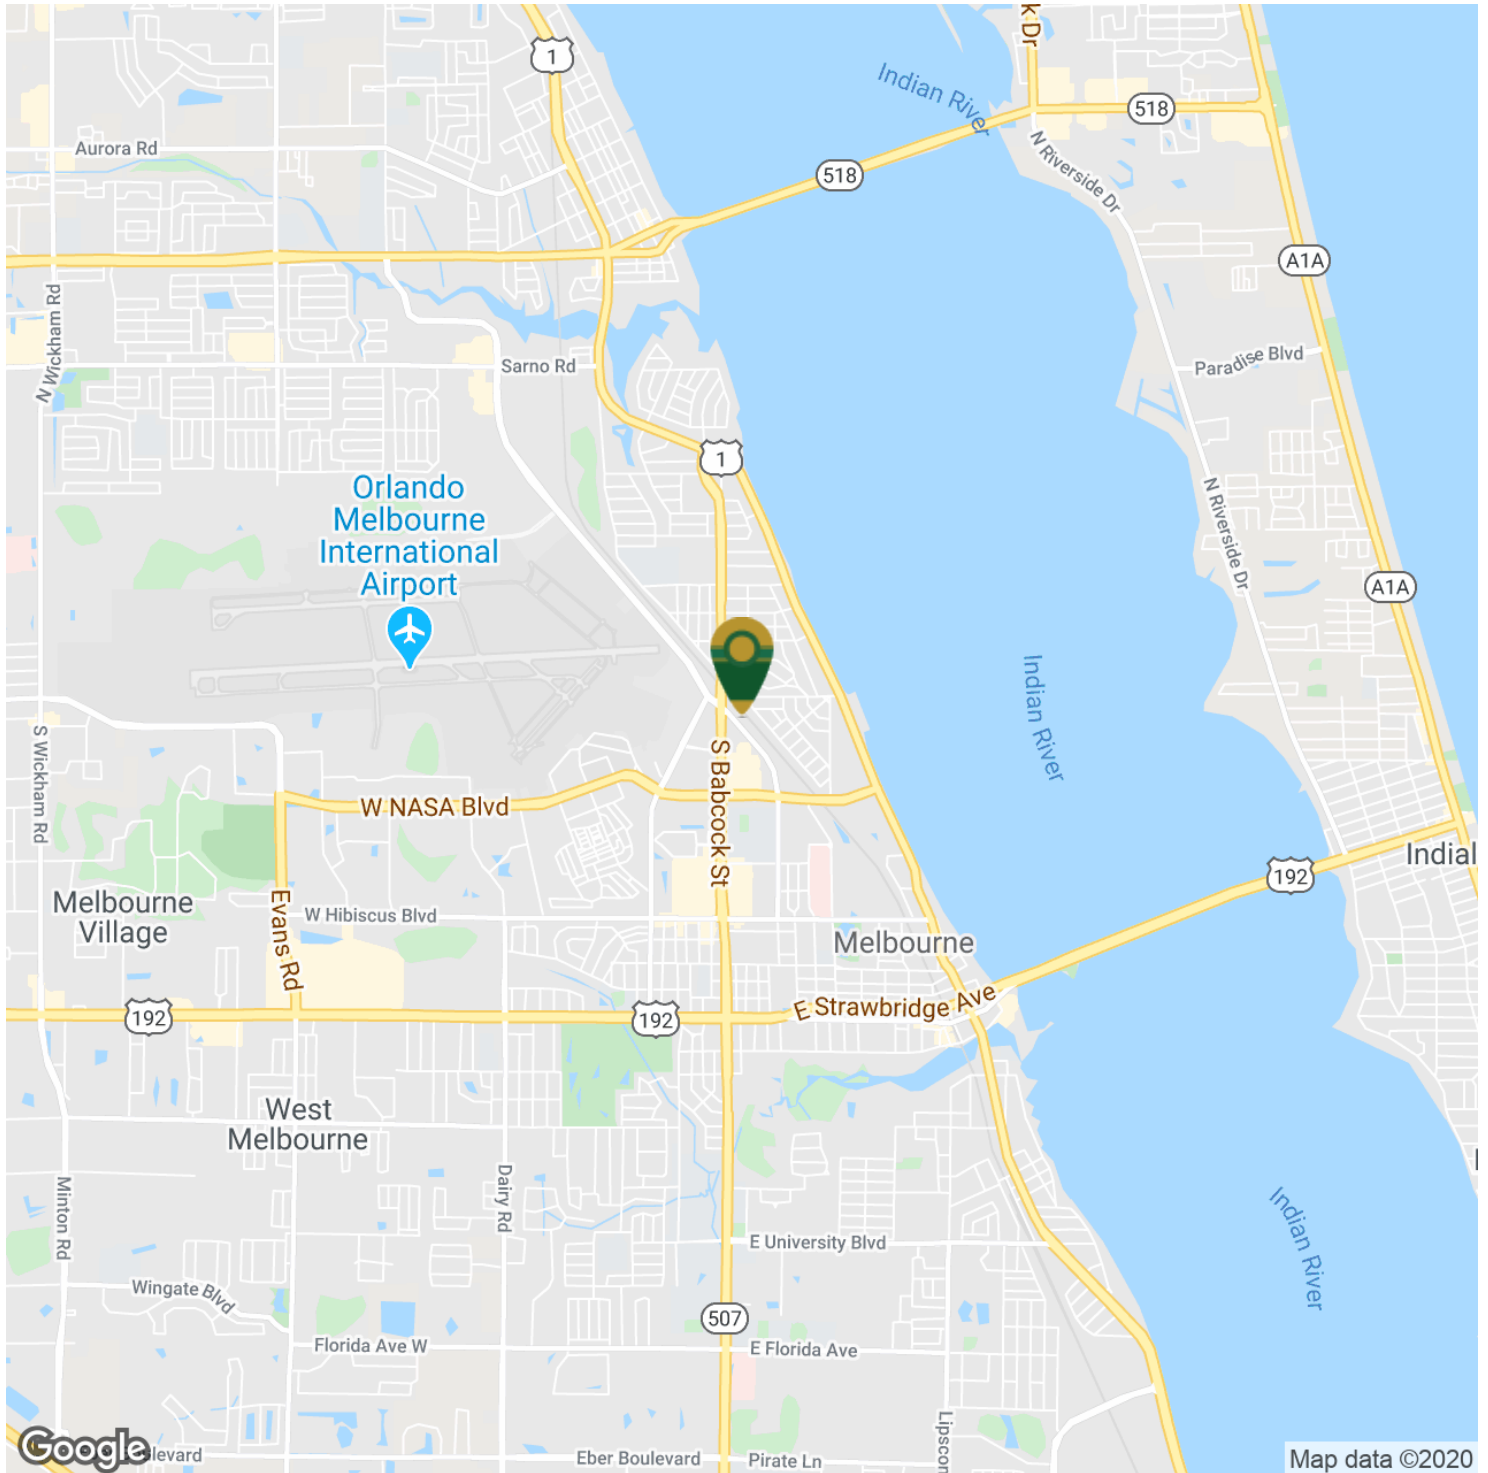 k Dr
1
Indian River
518
518
Aurora Rd
N Riverside Dr
A1A
N Wickham Rd
Sarno Rd
Paradise Blvd
1
Orlando
Melbourne
International
Airport
N Riverside Dr
A1A
Indian River
S Wickham Rd
S Babcock St
W NASA Blvd
Indial
192
Melbourne
Village
Evans Rd
W Hibiscus Blvd
Melbourne
192
192
E Strawbridge Ave
West
Melbourne
Minton Rd
Dairy Rd
Indian River
E University Blvd
Wingate Blvd
507
Florida Ave W
E Florida Ave
Lipscon
Google
oulevard
Eber Boulevard
Pirate Ln
Map data ©2020